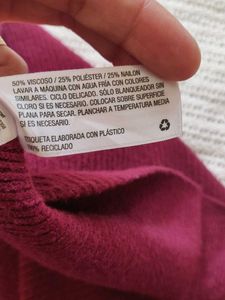 50% VISCOSO / 25% POLIÉSTER / 25% NAILON
LAVAR A MÁQUINA CON AGUA FRÍA CON COLORES
SIMILARES. CICLO DELICADO. SÓLO BLANQUEADOR SIN
CLORO SI ES NECESARIO. COLOCAR SOBRE SUPERFICIE
PLANA PARA SECAR. PLANCHAR A TEMPERATURA MEDIA
SI ES NECESARIO.
ETIQUETA ELABORADA CON PLÁSTICO
100% RECICLADO